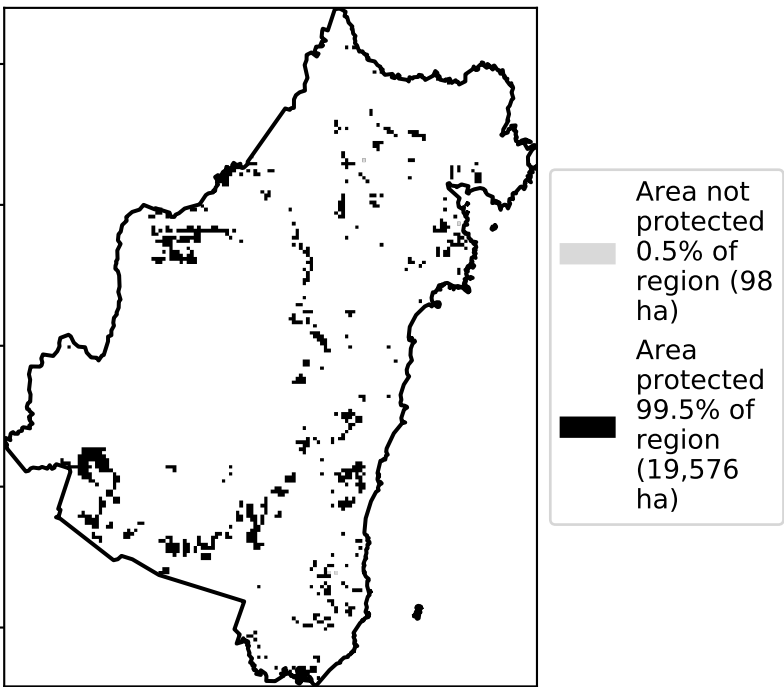 Area not
protected
0.5% of
region (98
ha)
Area
protected
99.5% of
region
(19,576
ha)